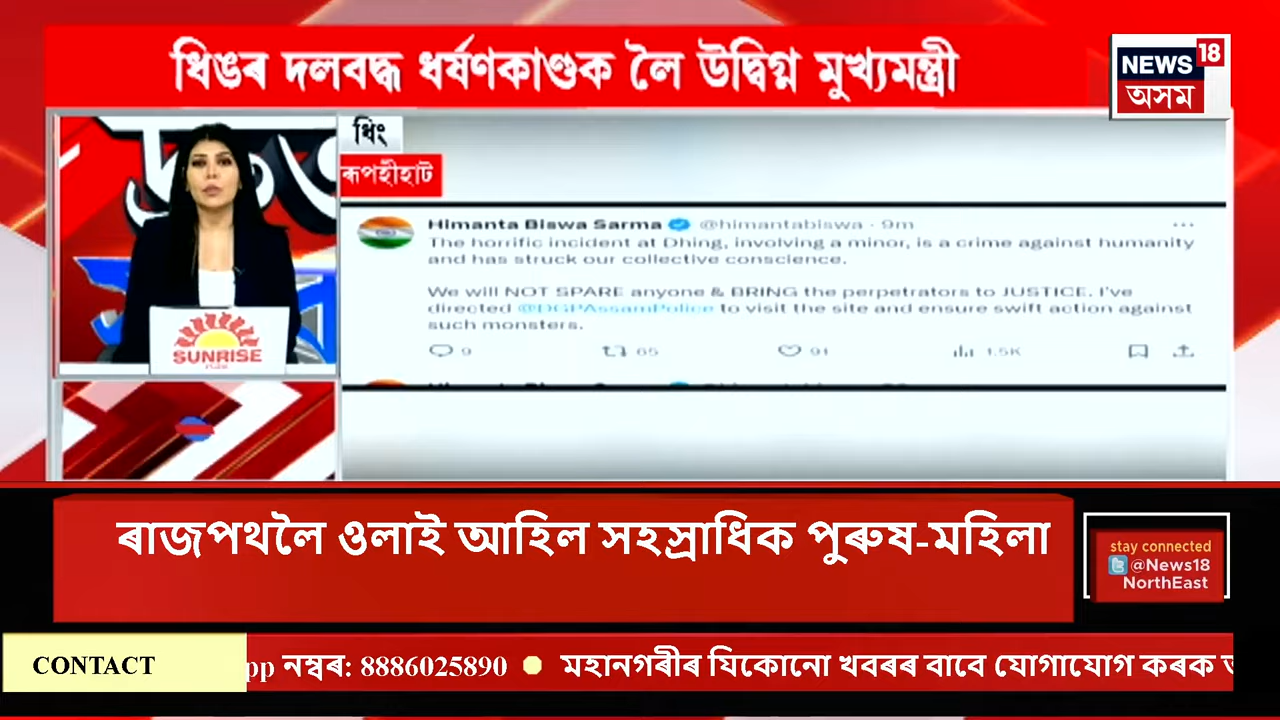 ধিঙৰ দলবদ্ধ ধৰ্ষণকাণ্ডক লৈ উদ্বিগ্ন মুখ্যমন্ত্ৰী
NEWS 18
অসম
ধিং
ৰূপহীহাট
Himanta Biswa Sarma @himantabiswa · 9m
The horrific incident at Dhing, involving a minor, is a crime against humanity
and has struck our collective conscience.
We will NOT SPARE anyone & BRING the perpetrators to JUSTICE. I've
directed @DGPAssamPolice to visit the site and ensure swift action against
such monsters.
9 65 91 1.5K
SUNRISE
ৰাজপথলৈ ওলাই আহিল সহস্ৰাধিক পুৰুষ-মহিলা
stay connected
@News18
NorthEast
CONTACT pp নম্বৰ: 8886025890 মহানগৰীৰ যিকোনো খবৰৰ বাবে যোগাযোগ কৰক